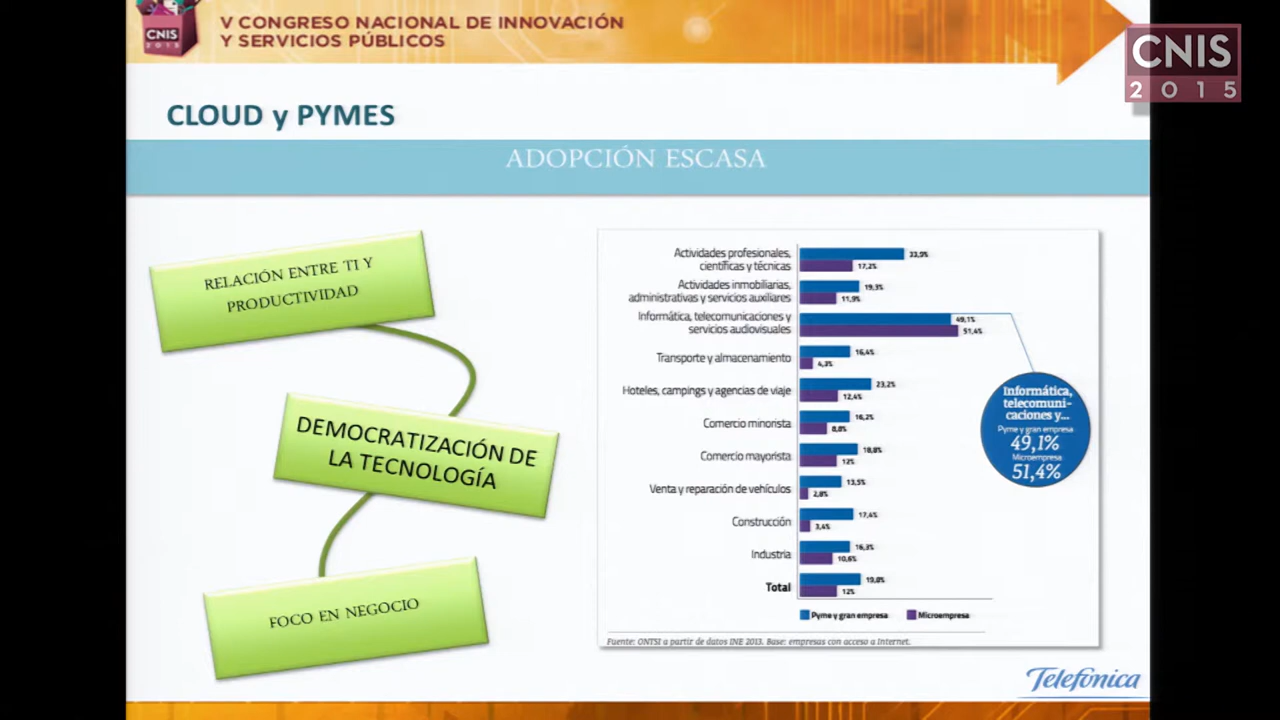 V CONGRESO NACIONAL DE INNOVACIÓN
Y SERVICIOS PÚBLICOS
CNIS
2015
CNIS
2015
CLOUD y PYMES
ADOPCIÓN ESCASA
RELACIÓN ENTRE TI Y
PRODUCTIVIDAD
DEMOCRATIZACIÓN DE
LA TECNOLOGÍA
FOCO EN NEGOCIO
Actividades profesionales,
científicas y técnicas
33,9%
17,2%
Actividades inmobiliarias,
administrativas y servicios auxiliares
19,3%
11,9%
Informática, telecomunicaciones y
servicios audiovisuales
49,1%
51,4%
Transporte y almacenamiento
16,4%
4,3%
Hoteles, campings y agencias de viaje
23,2%
12,4%
Comercio minorista
16,2%
8,8%
Comercio mayorista
18,8%
12%
Venta y reparación de vehículos
13,5%
2,8%
Construcción
17,4%
3,4%
Industria
16,3%
10,6%
Total
19,8%
12%
Informática,
telecomuni-
caciones y...
Pyme y gran empresa
49,1%
Microempresa
51,4%
Pyme y gran empresa
Microempresa
Fuente: ONTSI a partir de datos INE 2013. Base: empresas con acceso a Internet.
Telefónica